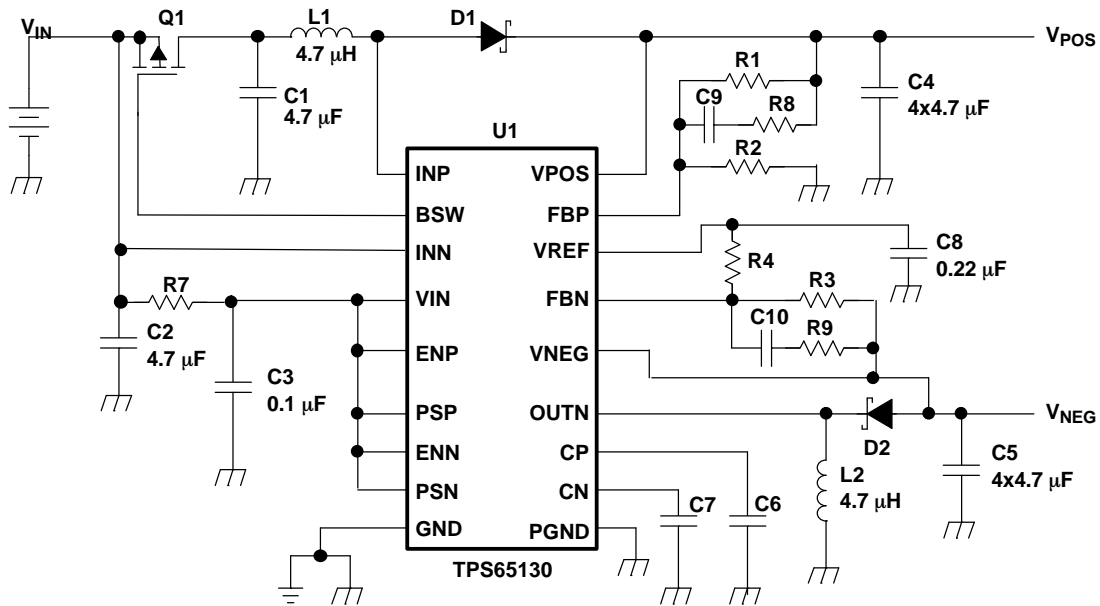 V_IN
Q1
L1
4.7 µH
D1
V_POS
R1
C9
R8
R2
C4
4x4.7 µF
C1
4.7 µF
U1
INP
VPOS
BSW
FBP
INN
VREF
R4
C8
0.22 µF
R7
VIN
FBN
R3
C10
R9
C2
4.7 µF
ENP
VNEG
C3
0.1 µF
PSP
OUTN
V_NEG
D2
ENN
CP
C5
4x4.7 µF
L2
4.7 µH
PSN
CN
C7
C6
GND
PGND
TPS65130